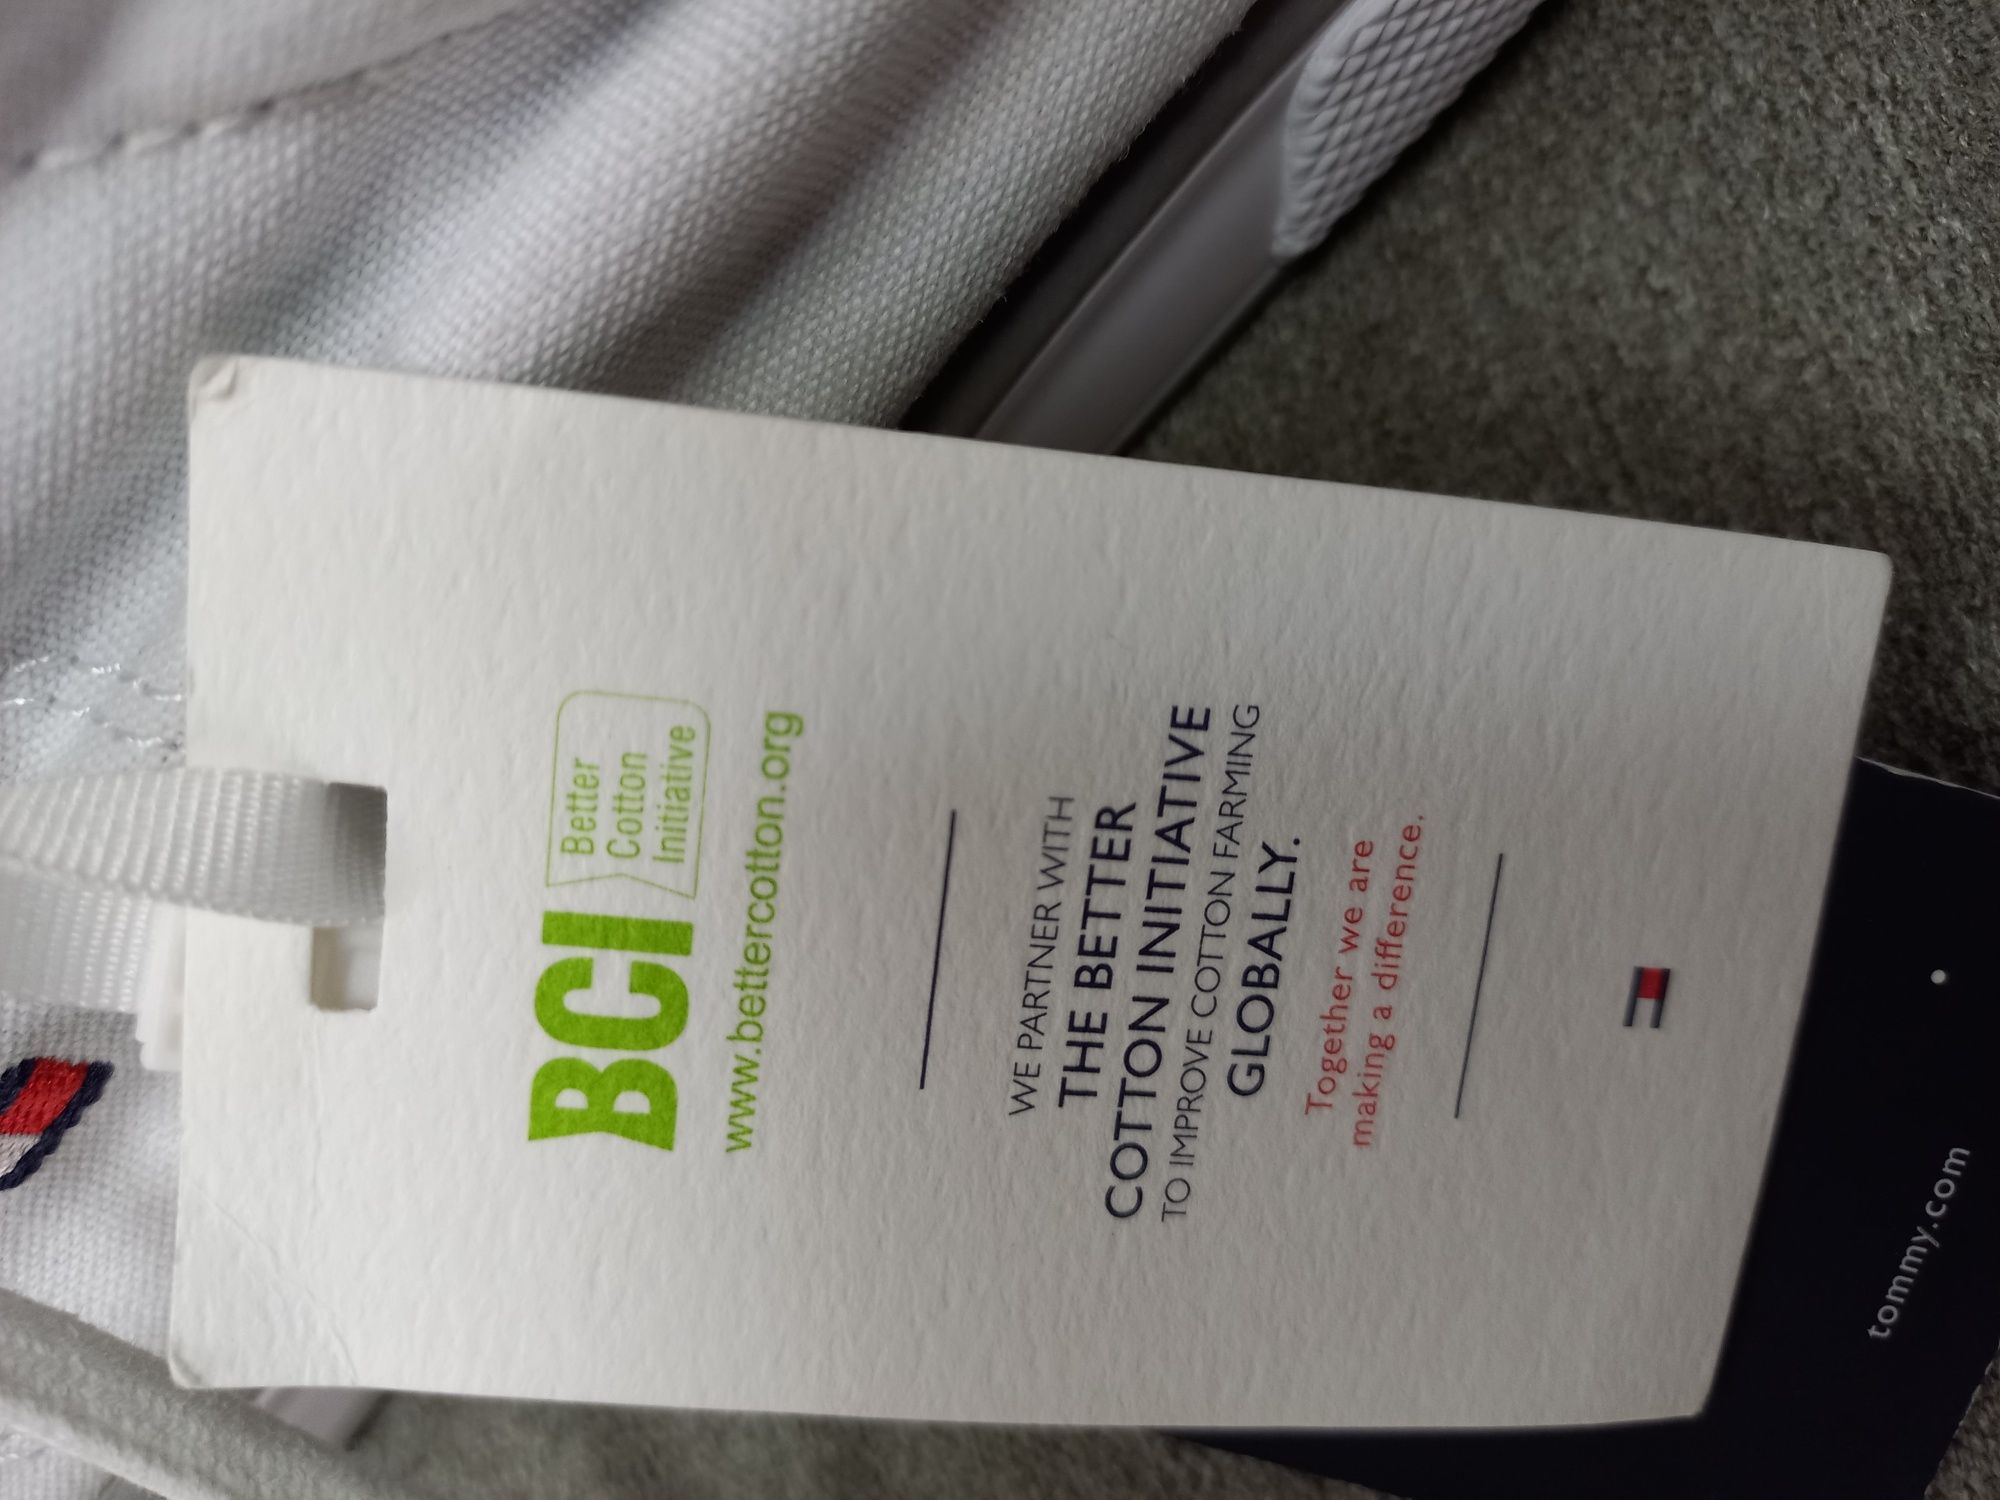 BCI
Better
Cotton
Initiative
www.bettercotton.org
WE PARTNER WITH
THE BETTER
COTTON INITIATIVE
TO IMPROVE COTTON FARMING
GLOBALLY.
Together we are
making a difference.
tommy.com